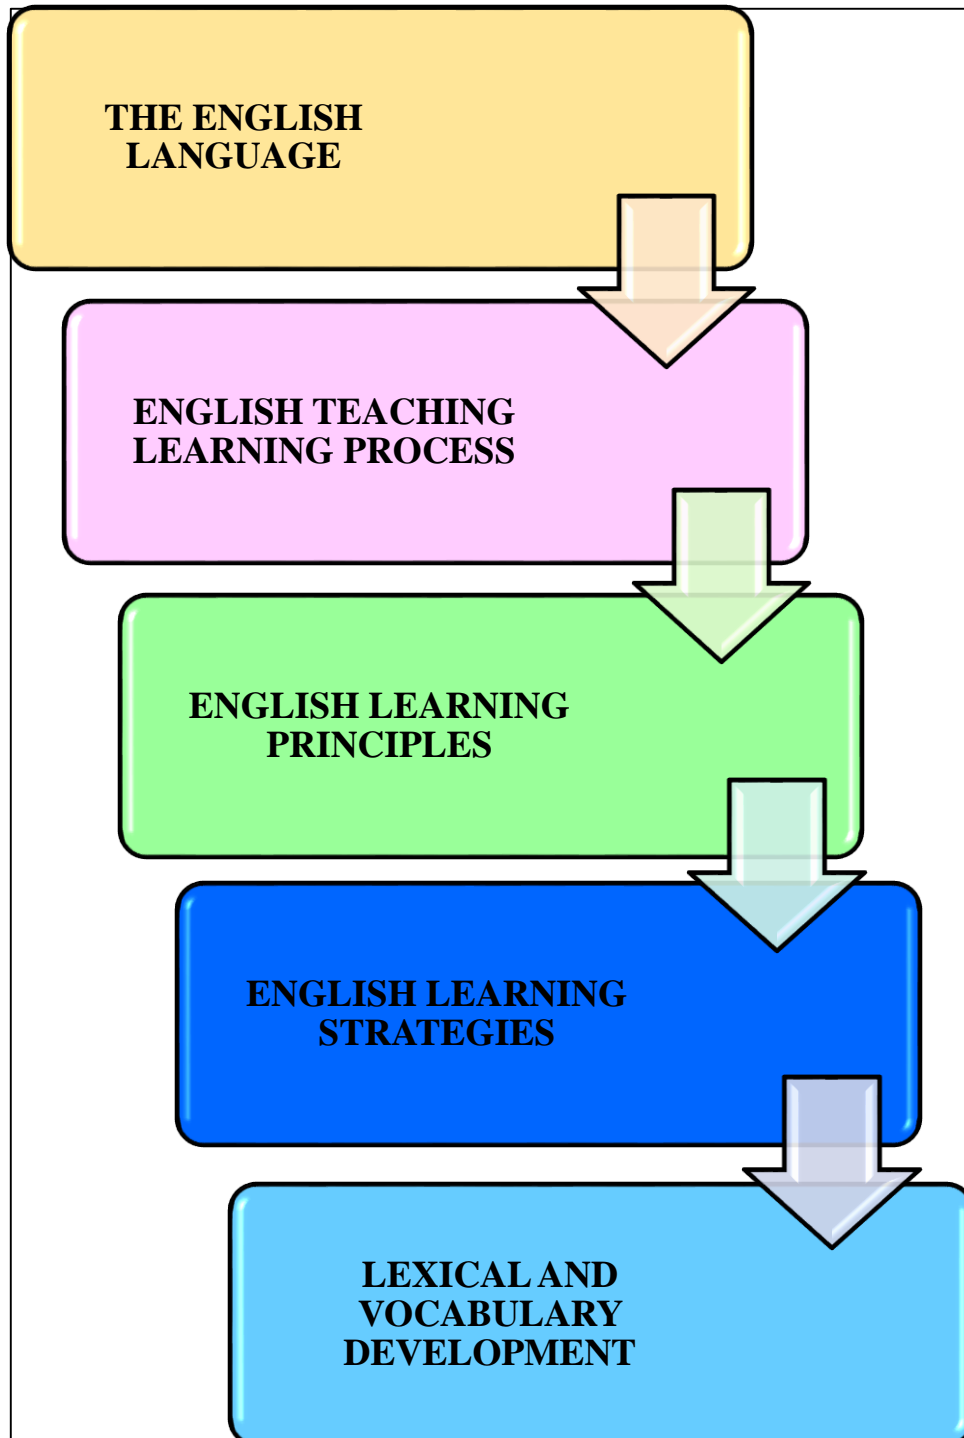 THE ENGLISH
LANGUAGE
ENGLISH TEACHING
LEARNING PROCESS
ENGLISH LEARNING
PRINCIPLES
ENGLISH LEARNING
STRATEGIES
LEXICAL AND
VOCABULARY
DEVELOPMENT